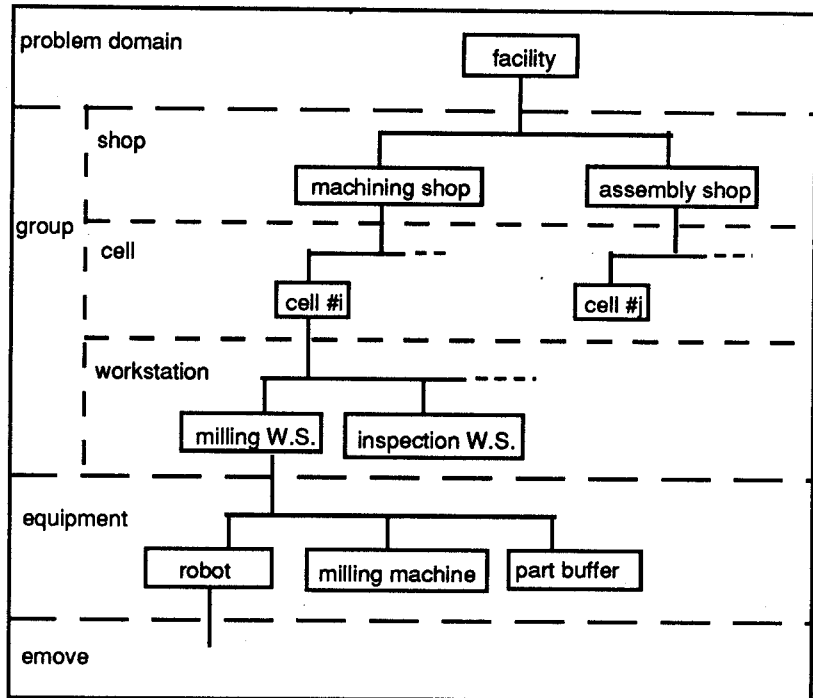 problem domain
facility
shop
machining shop
assembly shop
group
cell
cell #i
cell #j
workstation
milling W.S.
inspection W.S.
equipment
robot
milling machine
part buffer
emove